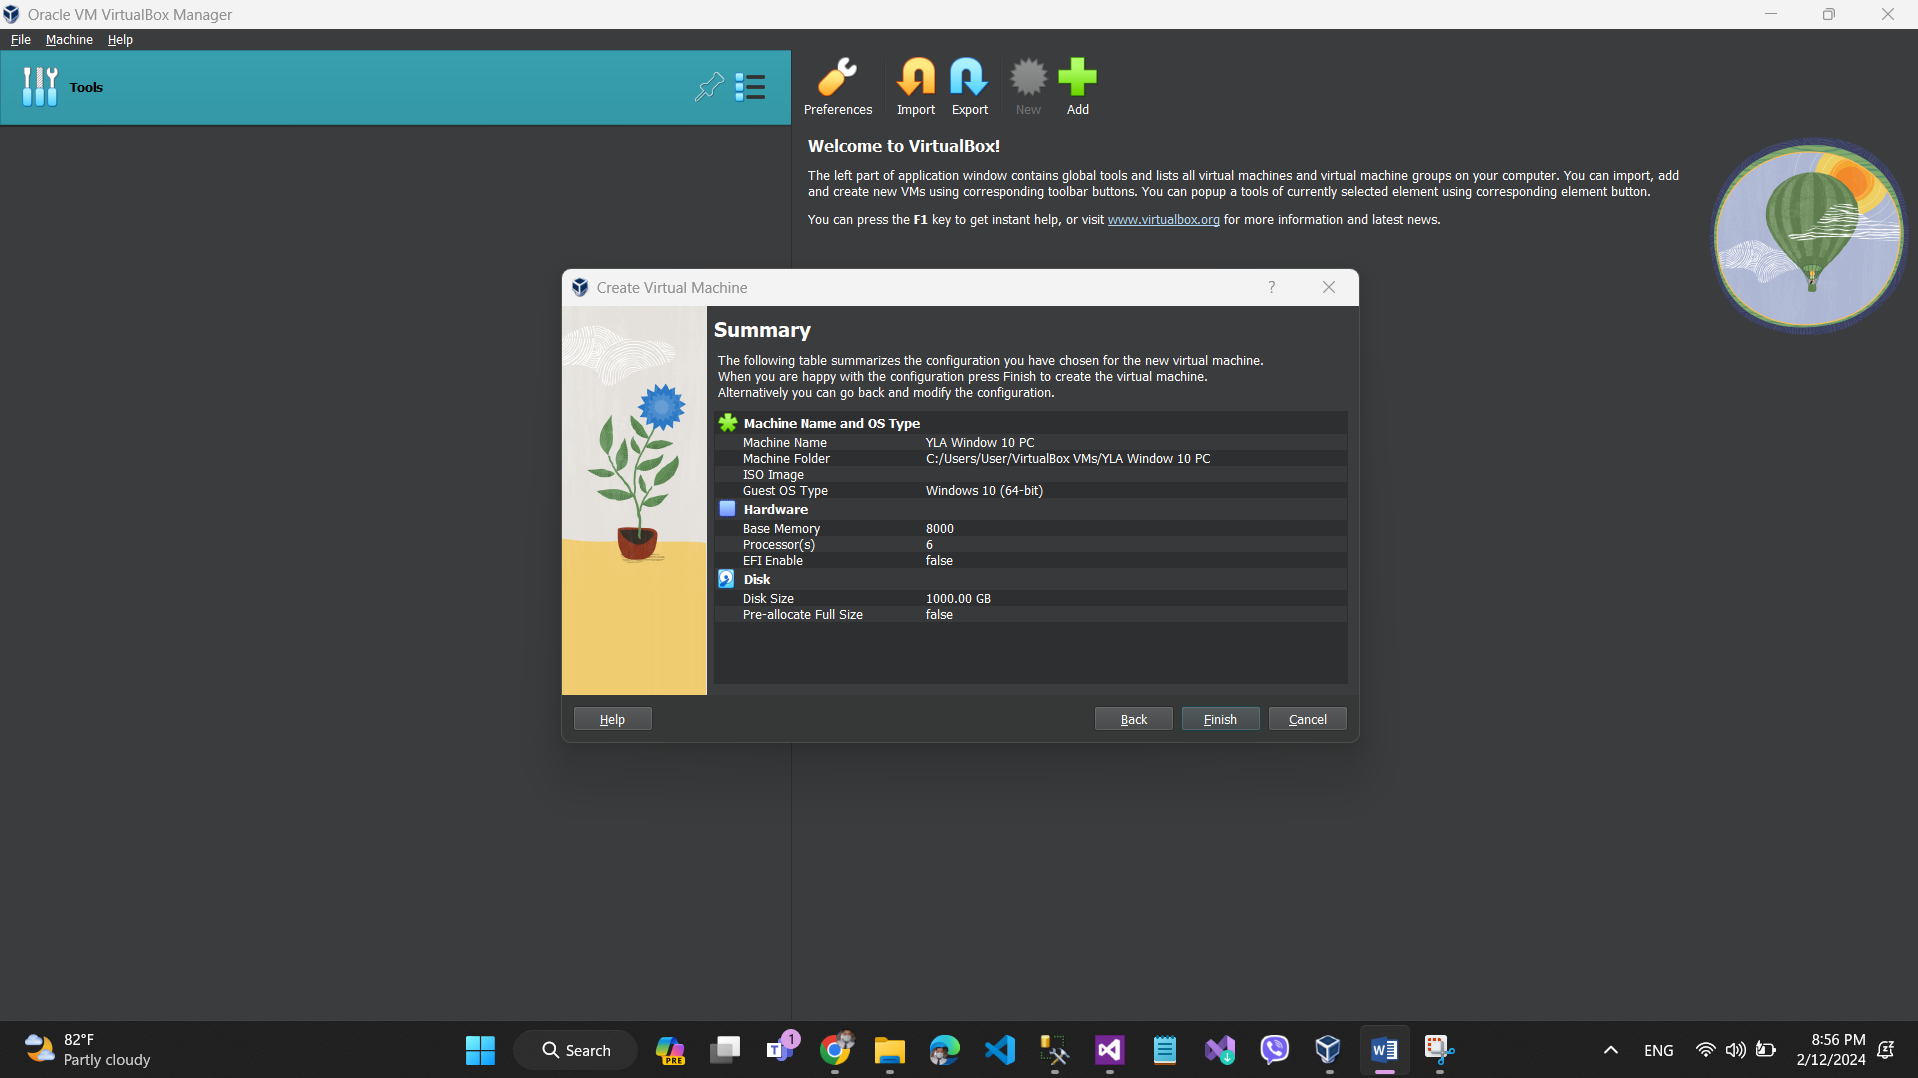 Oracle VM VirtualBox Manager
File Machine Help
Tools
Preferences Import Export New Add
Welcome to VirtualBox!
The left part of application window contains global tools and lists all virtual machines and virtual machine groups on your computer. You can import, add
and create new VMs using corresponding toolbar buttons. You can popup a tools of currently selected element using corresponding element button.
You can press the F1 key to get instant help, or visit www.virtualbox.org for more information and latest news.
Create Virtual Machine ?
Summary
The following table summarizes the configuration you have chosen for the new virtual machine.
When you are happy with the configuration press Finish to create the virtual machine.
Alternatively you can go back and modify the configuration.
Machine Name and OS Type
Machine Name YLA Window 10 PC
Machine Folder C:/Users/User/VirtualBox VMs/YLA Window 10 PC
ISO Image
Guest OS Type Windows 10 (64-bit)
Hardware
Base Memory 8000
Processor(s) 6
EFI Enable false
Disk
Disk Size 1000.00 GB
Pre-allocate Full Size false
Help Back Finish Cancel
82°F
Partly cloudy
Search
PRE
T 1
W
ENG
8:56 PM
2/12/2024